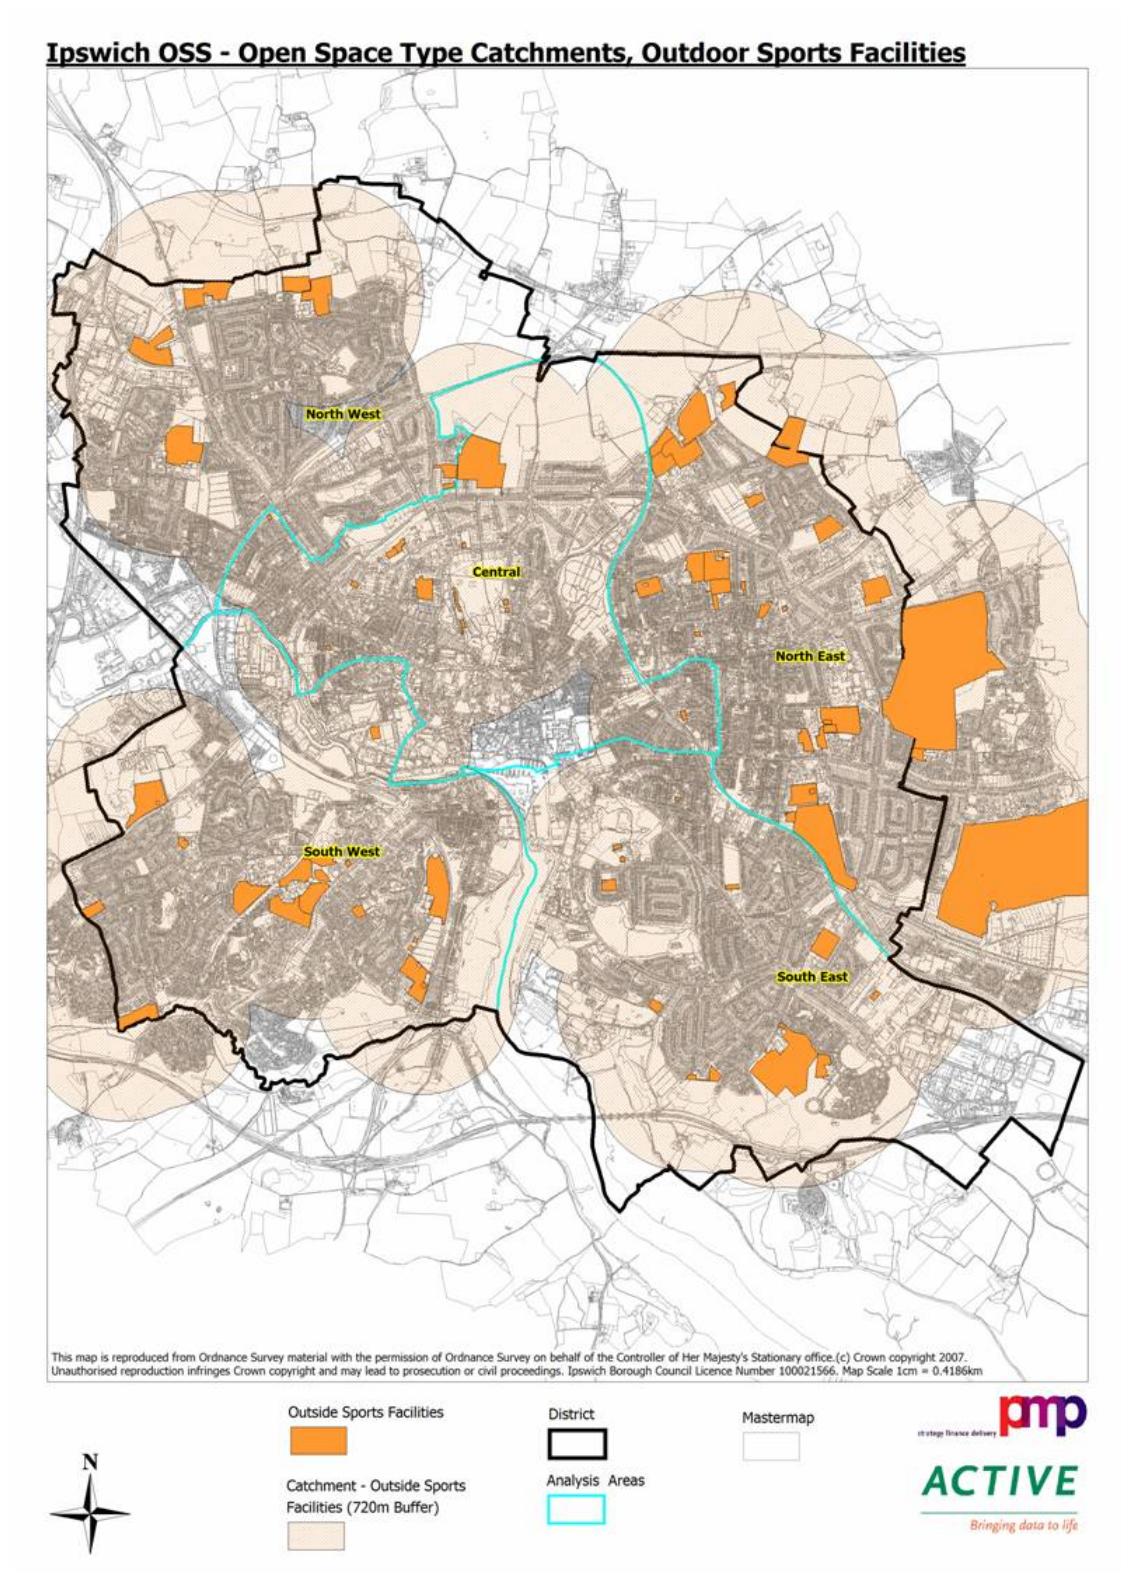 Ipswich OSS - Open Space Type Catchments, Outdoor Sports Facilities
North West
Central
North East
South West
South East
This map is reproduced from Ordnance Survey material with the permission of Ordnance Survey on behalf of the Controller of Her Majesty's Stationary office.(c) Crown copyright 2007.
Unauthorised reproduction infringes Crown copyright and may lead to prosecution or civil proceedings. Ipswich Borough Council Licence Number 100021566. Map Scale 1cm = 0.4186km
Outside Sports Facilities
District
Mastermap
pmp
strategy finance delivery
Analysis Areas
Catchment - Outside Sports
Facilities (720m Buffer)
N
ACTIVE
Bringing data to life